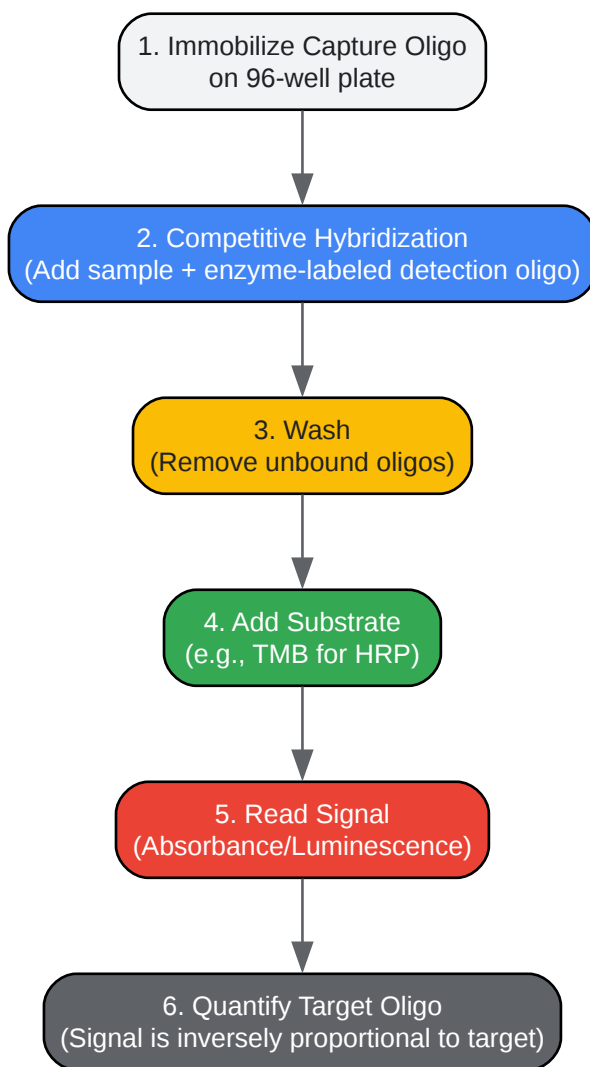 1. Immobilize Capture Oligo
on 96-well plate
2. Competitive Hybridization
(Add sample + enzyme-labeled detection oligo)
3. Wash
(Remove unbound oligos)
4. Add Substrate
(e.g., TMB for HRP)
5. Read Signal
(Absorbance/Luminescence)
6. Quantify Target Oligo
(Signal is inversely proportional to target)